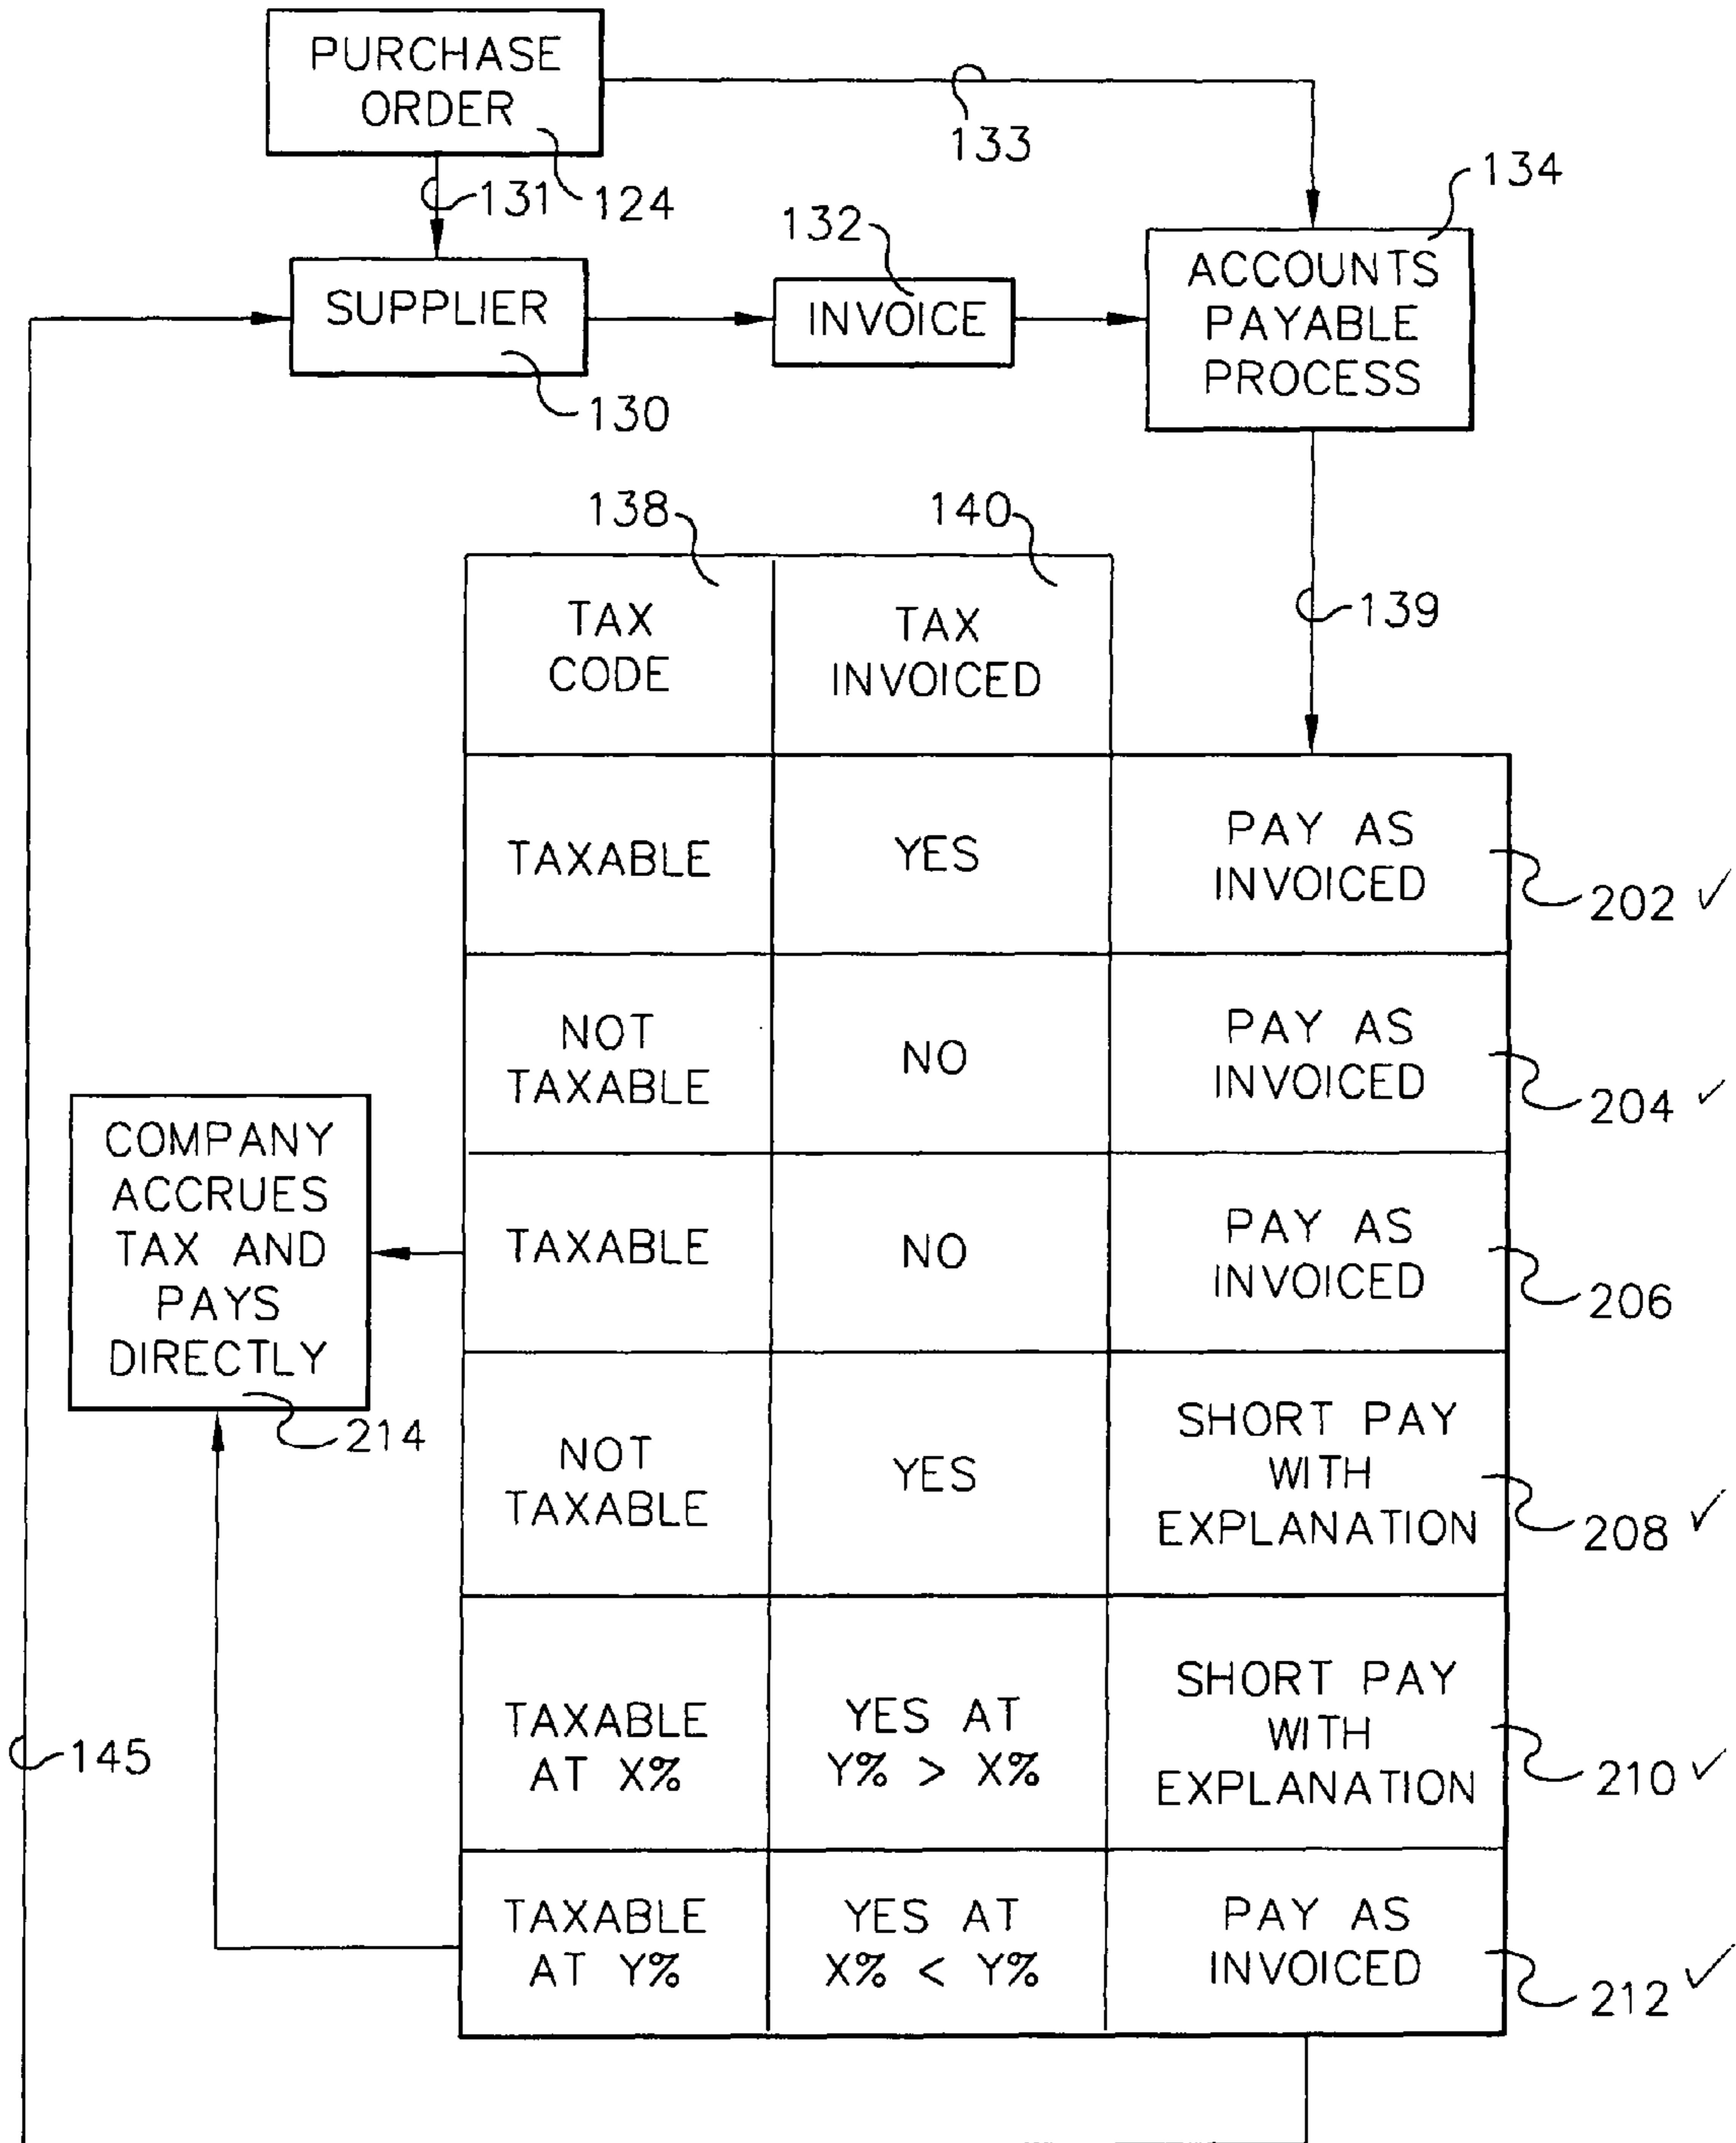 PURCHASE
ORDER
133
131
124
134
132
SUPPLIER
INVOICE
ACCOUNTS
PAYABLE
PROCESS
130
138
140
139
TAX
CODE
TAX
INVOICED
TAXABLE
YES
PAY AS
INVOICED
202 ✓
NOT
TAXABLE
NO
PAY AS
INVOICED
204 ✓
COMPANY
ACCRUES
TAX AND
PAYS
DIRECTLY
214
TAXABLE
NO
PAY AS
INVOICED
206
NOT
TAXABLE
YES
SHORT PAY
WITH
EXPLANATION
208 ✓
TAXABLE
AT X%
YES AT
Y% > X%
SHORT PAY
WITH
EXPLANATION
210 ✓
145
TAXABLE
AT Y%
YES AT
X% < Y%
PAY AS
INVOICED
212 ✓